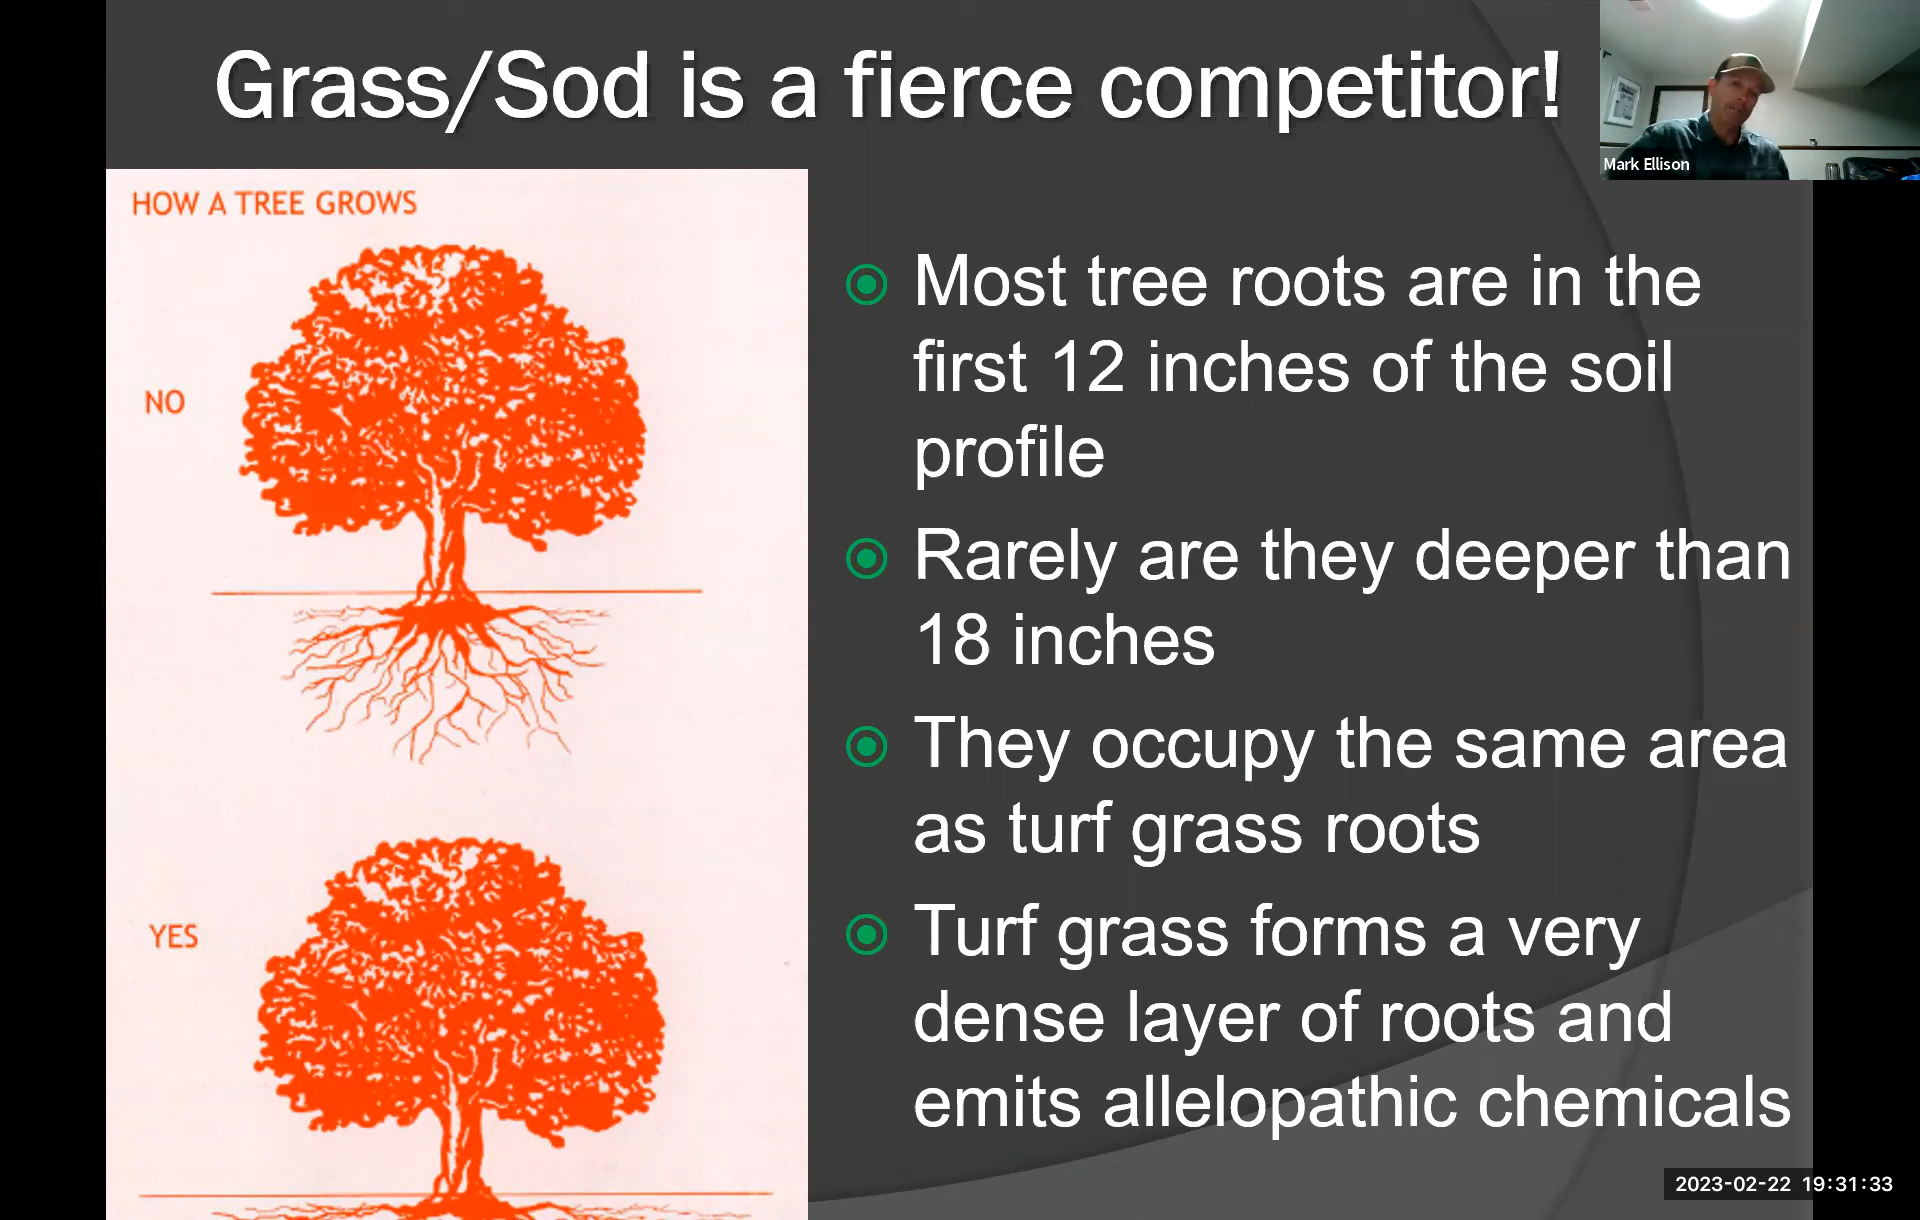 Grass/Sod is a fierce competitor!
Mark Ellison
HOW A TREE GROWS
NO
YES
Most tree roots are in the
first 12 inches of the soil
profile
Rarely are they deeper than
18 inches
They occupy the same area
as turf grass roots
Turf grass forms a very
dense layer of roots and
emits allelopathic chemicals
2023-02-22 19:31:33